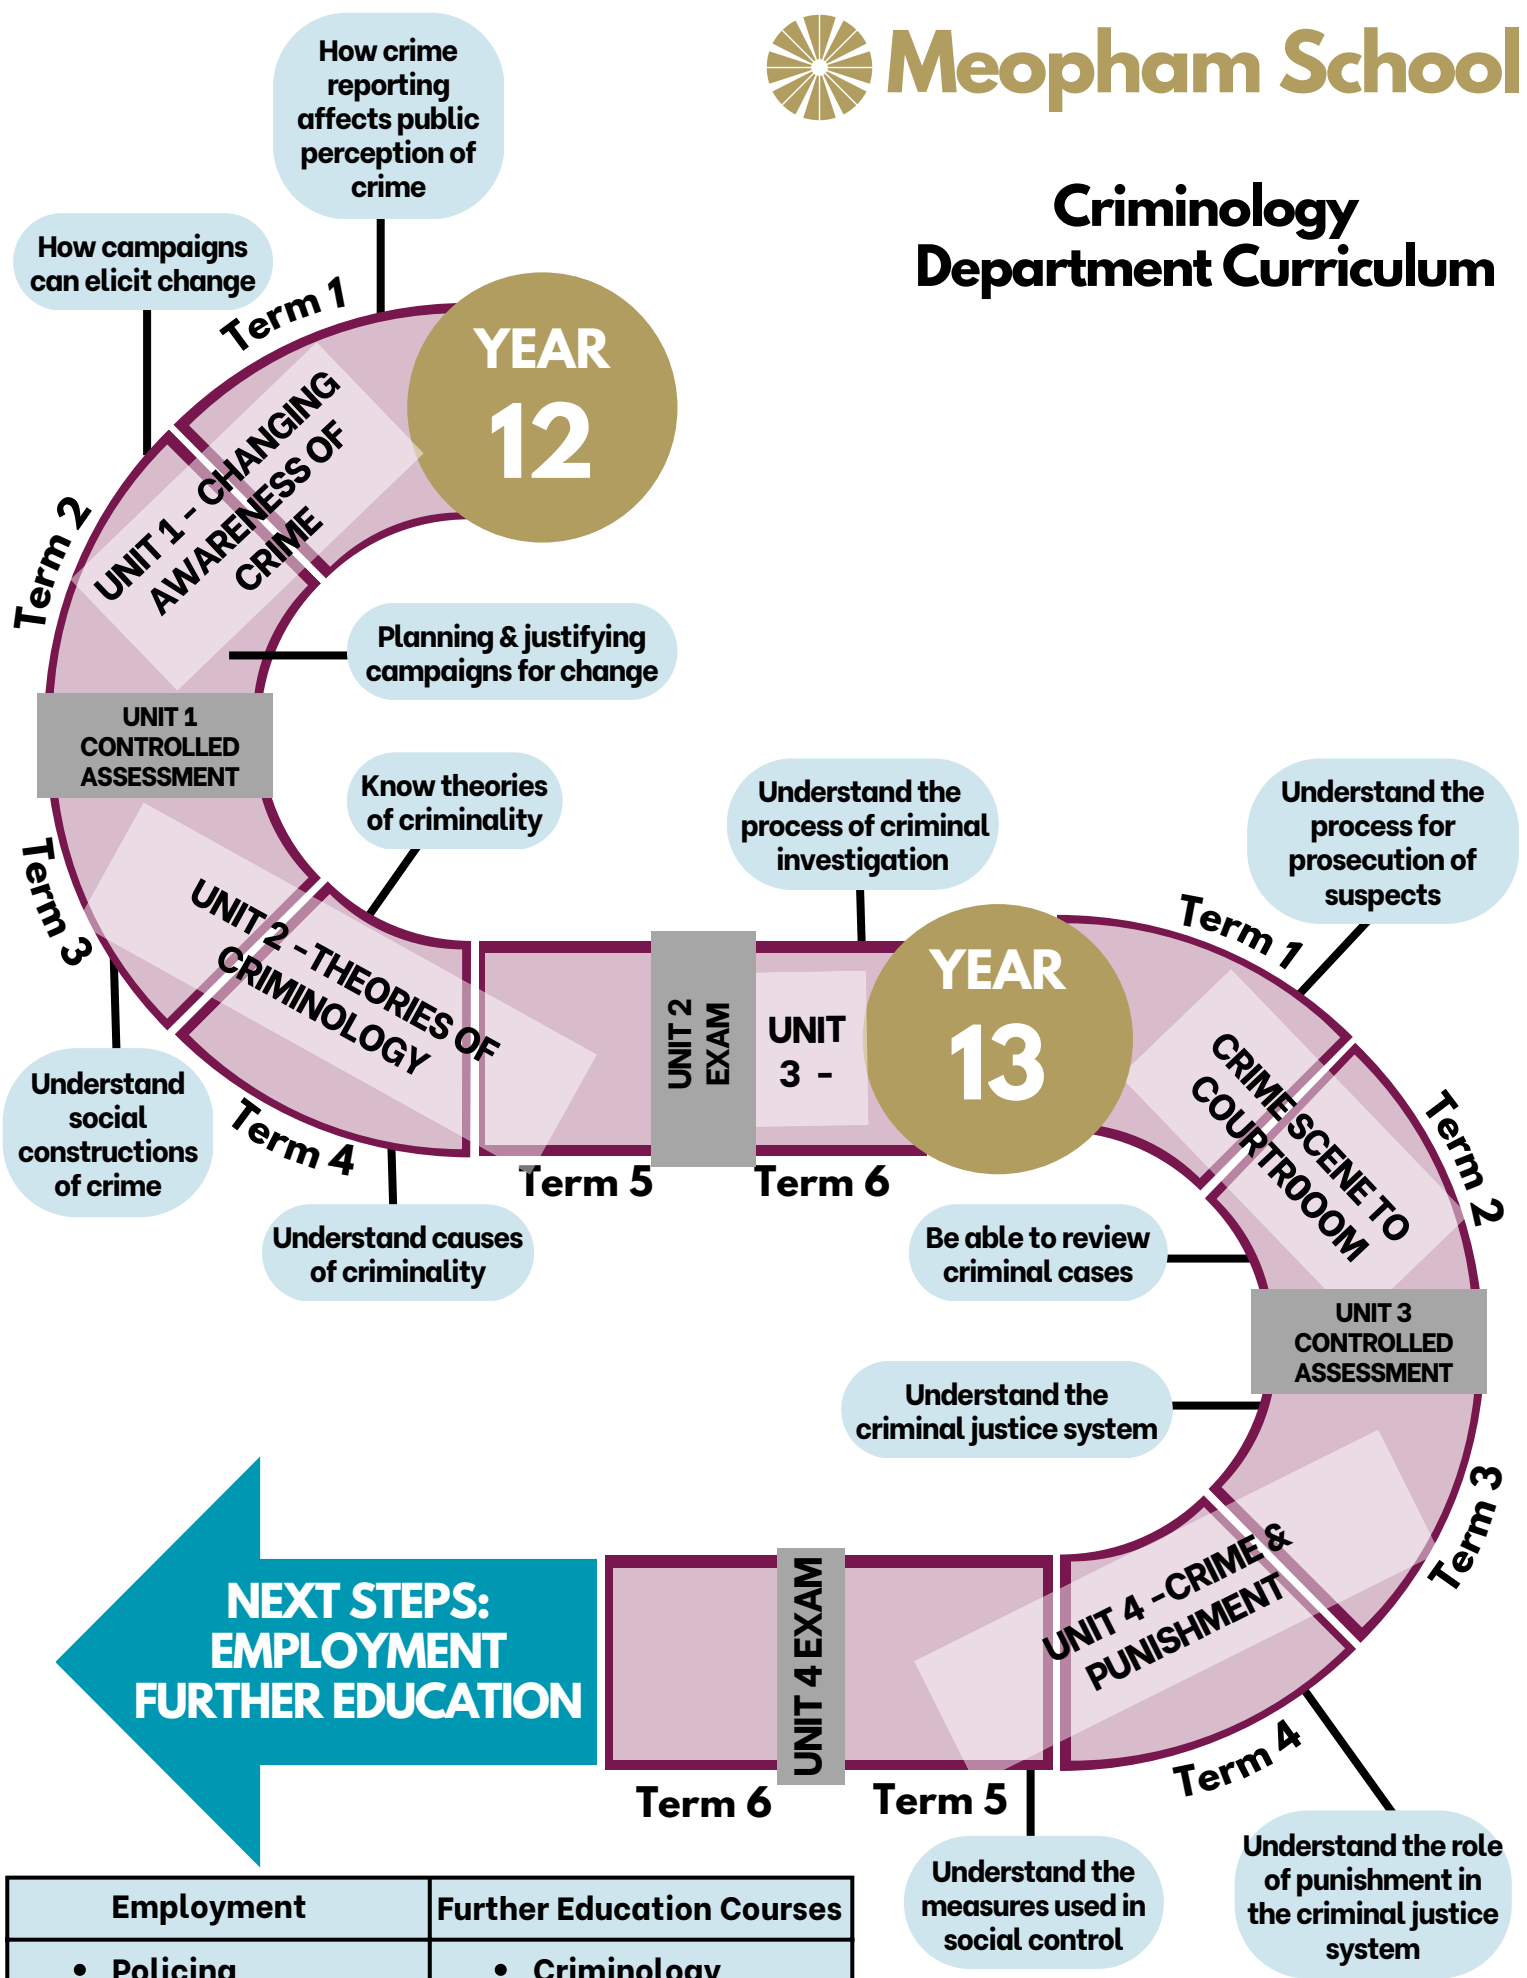 Meopham School
Criminology
Department Curriculum
How crime
reporting
affects public
perception of
crime
How campaigns
can elicit change
Term 1
YEAR
12
UNIT 1 - CHANGING
AWARENESS OF
CRIME
Term 2
Planning & justifying
campaigns for change
UNIT 1
CONTROLLED
ASSESSMENT
Know theories
of criminality
Term 3
UNIT 2 - THEORIES OF
CRIMINOLOGY
Understand
social
constructions
of crime
Term 4
Understand causes
of criminality
Term 5
UNIT 2
EXAM
Understand the
process of criminal
investigation
UNIT
3 -
Term 6
YEAR
13
Term 1
Understand the
process for
prosecution of
suspects
CRIME SCENE TO
COURTROOOM
Term 2
Be able to review
criminal cases
UNIT 3
CONTROLLED
ASSESSMENT
Understand the
criminal justice system
Term 3
UNIT 4 -CRIME &
PUNISHMENT
Term 4
Understand the role
of punishment in
the criminal justice
system
Term 5
Understand the
measures used in
social control
UNIT 4 EXAM
Term 6
NEXT STEPS:
EMPLOYMENT
FURTHER EDUCATION
Employment
Further Education Courses
• Policing
• Criminology